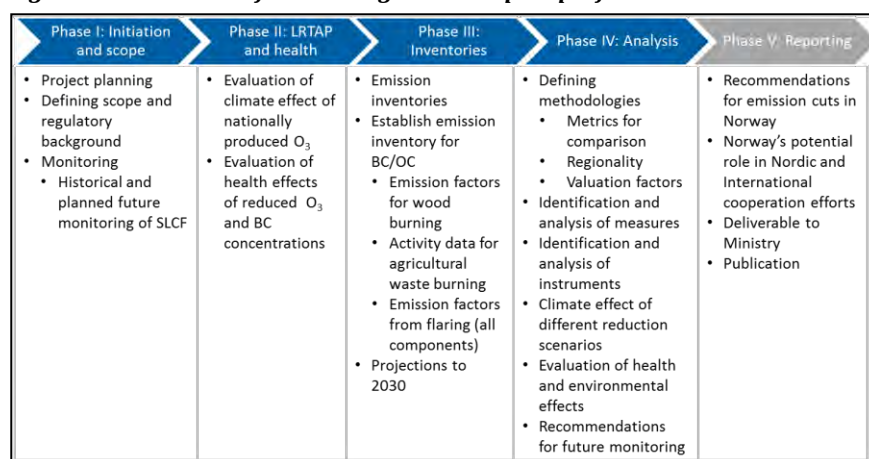 Phase I: Initiation
and scope
• Project planning
• Defining scope and
regulatory
background
• Monitoring
• Historical and
planned future
monitoring of SLCF
Phase II: LRTAP
and health
• Evaluation of
climate effect of
nationally
produced O₃
• Evaluation of
health effects
of reduced O₃
and BC
concentrations
Phase III:
Inventories
• Emission
inventories
• Establish emission
inventory for
BC/OC
• Emission factors
for wood
burning
• Activity data for
agricultural
waste burning
• Emission factors
from flaring (all
components)
• Projections to
2030
Phase IV: Analysis
• Defining
methodologies
• Metrics for
comparison
• Regionality
• Valuation factors
• Identification and
analysis of measures
• Identification and
analysis of
instruments
• Climate effect of
different reduction
scenarios
• Evaluation of health
and environmental
effects
• Recommendations
for future monitoring
Phase V: Reporting
• Recommendations
for emission cuts in
Norway
• Norway's potential
role in Nordic and
International
cooperation efforts
• Deliverable to
Ministry
• Publication